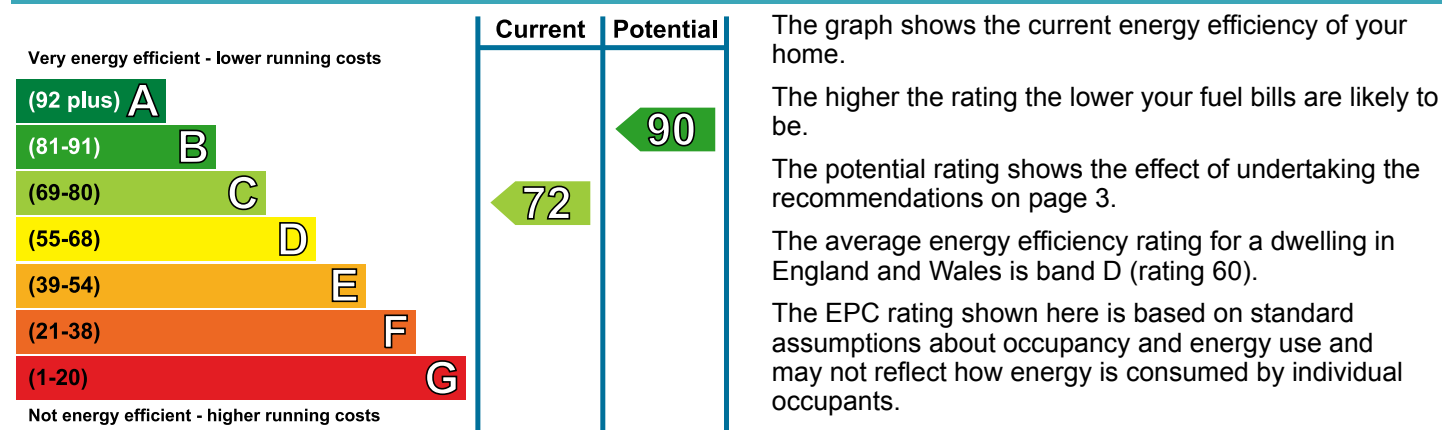 Current Potential
Very energy efficient - lower running costs
(92 plus) A
(81-91) B
(69-80) C
(55-68) D
(39-54) E
(21-38) F
(1-20) G
Not energy efficient - higher running costs
90
72
The graph shows the current energy efficiency of your
home.
The higher the rating the lower your fuel bills are likely to
be.
The potential rating shows the effect of undertaking the
recommendations on page 3.
The average energy efficiency rating for a dwelling in
England and Wales is band D (rating 60).
The EPC rating shown here is based on standard
assumptions about occupancy and energy use and
may not reflect how energy is consumed by individual
occupants.